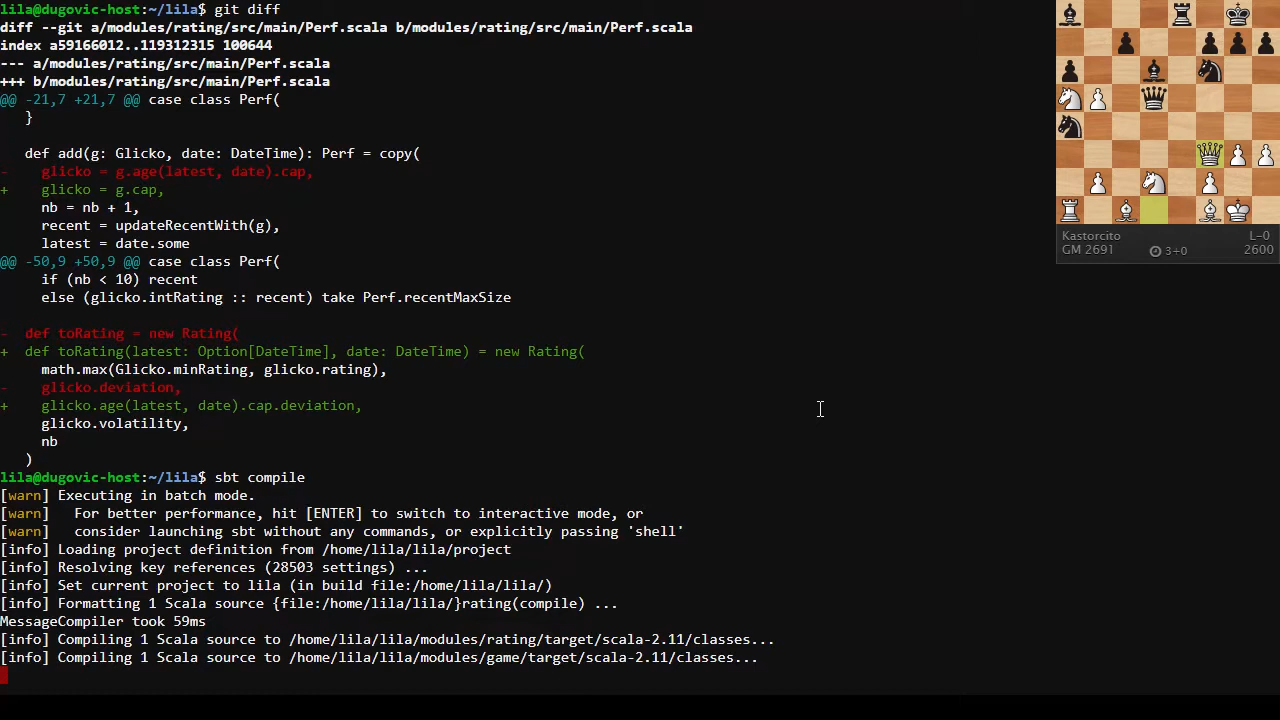 lila@dugovic-host:~/lila$ git diff
diff --git a/modules/rating/src/main/Perf.scala b/modules/rating/src/main/Perf.scala
index a59166012..119312315 100644
--- a/modules/rating/src/main/Perf.scala
+++ b/modules/rating/src/main/Perf.scala
@@ -21,7 +21,7 @@ case class Perf(
   }

   def add(g: Glicko, date: DateTime): Perf = copy(
-    glicko = g.age(latest, date).cap,
+    glicko = g.cap,
     nb = nb + 1,
     recent = updateRecentWith(g),
     latest = date.some
@@ -50,9 +50,9 @@ case class Perf(
     if (nb < 10) recent
     else (glicko.intRating :: recent) take Perf.recentMaxSize

-  def toRating = new Rating(
+  def toRating(latest: Option[DateTime], date: DateTime) = new Rating(
     math.max(Glicko.minRating, glicko.rating),
-    glicko.deviation,
+    glicko.age(latest, date).cap.deviation,
     glicko.volatility,
     nb
   )
lila@dugovic-host:~/lila$ sbt compile
[warn] Executing in batch mode.
[warn]   For better performance, hit [ENTER] to switch to interactive mode, or
[warn]   consider launching sbt without any commands, or explicitly passing 'shell'
[info] Loading project definition from /home/lila/lila/project
[info] Resolving key references (28503 settings) ...
[info] Set current project to lila (in build file:/home/lila/lila/)
[info] Formatting 1 Scala source {file:/home/lila/lila/}rating(compile) ...
MessageCompiler took 59ms
[info] Compiling 1 Scala source to /home/lila/lila/modules/rating/target/scala-2.11/classes...
[info] Compiling 1 Scala source to /home/lila/lila/modules/game/target/scala-2.11/classes...
Kastorcito L-0
GM 2691 3+0 2600